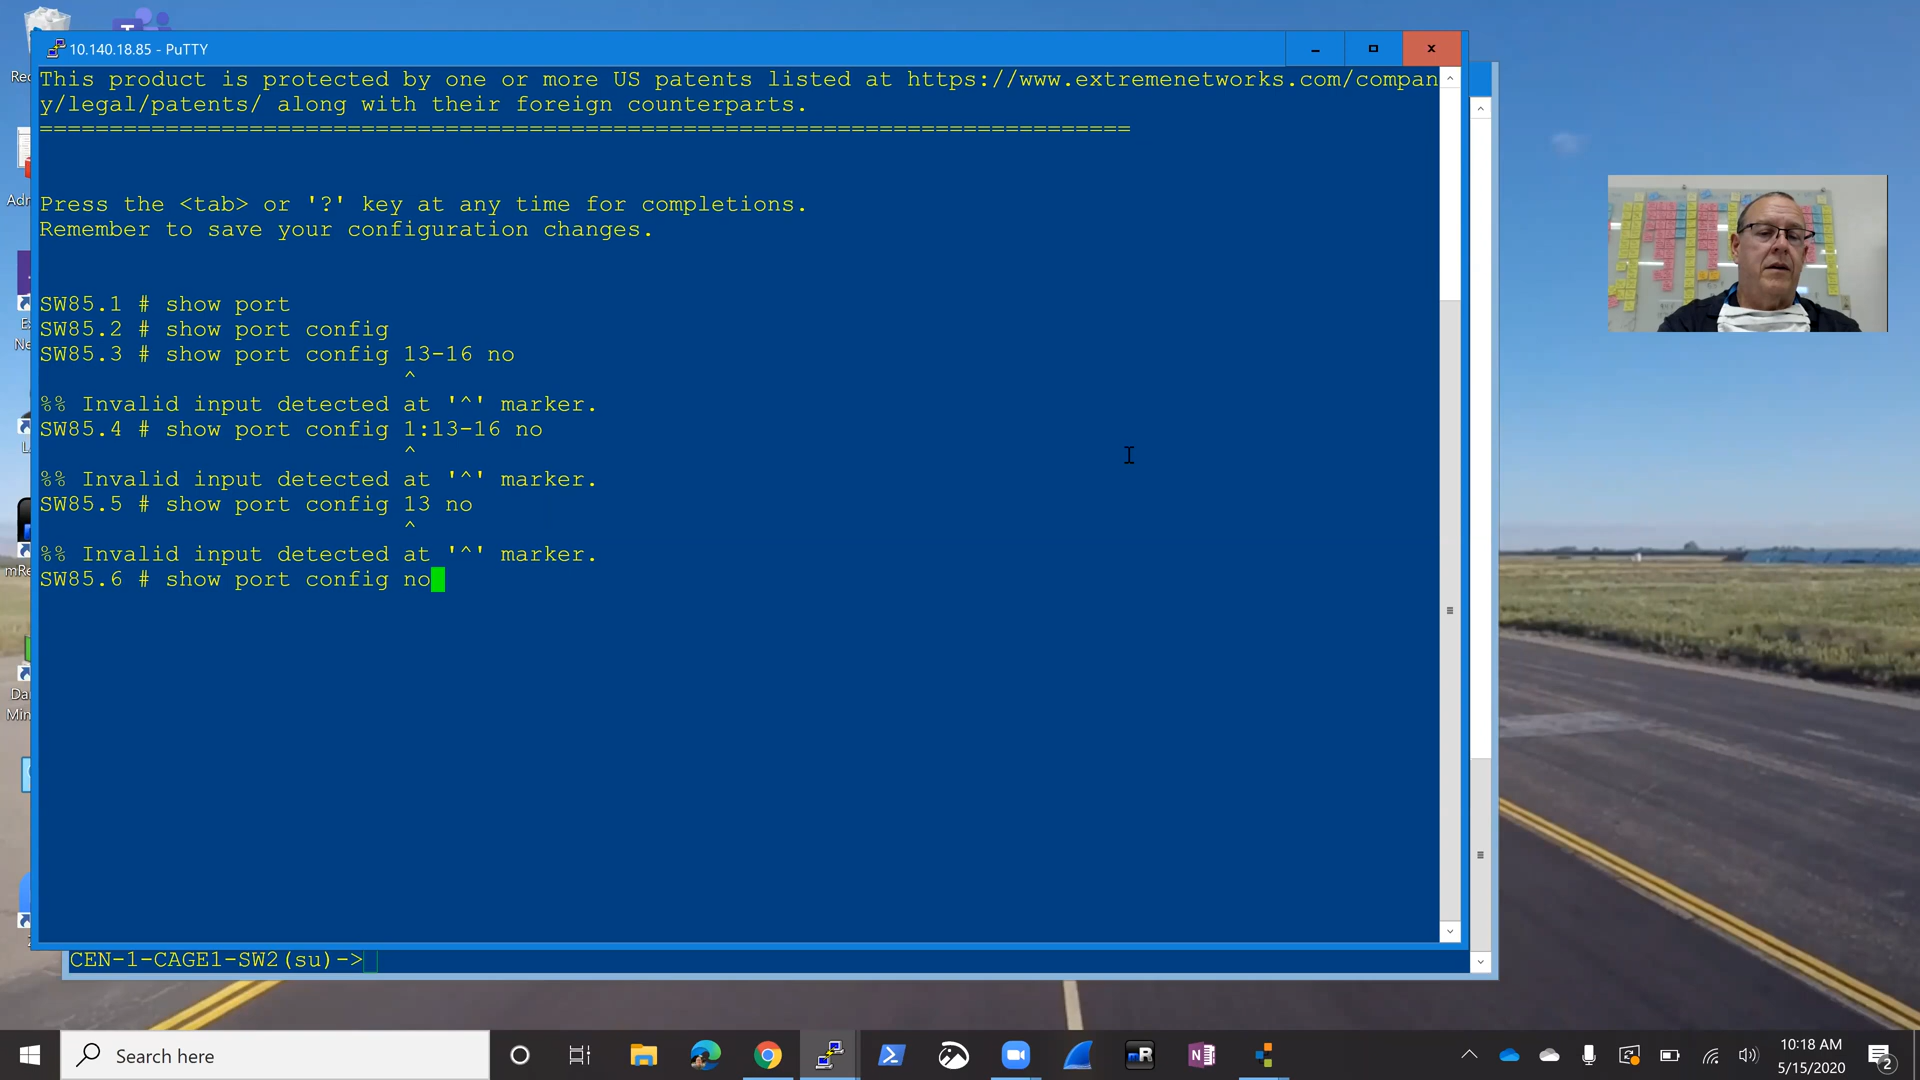 10.140.18.85 - PuTTY
This product is protected by one or more US patents listed at https://www.extremenetworks.com/compan
y/legal/patents/ along with their foreign counterparts.
==============================================================================
Press the <tab> or '?' key at any time for completions.
Remember to save your configuration changes.
SW85.1 # show port
SW85.2 # show port config
SW85.3 # show port config 13-16 no
^
%% Invalid input detected at '^' marker.
SW85.4 # show port config 1:13-16 no
^
%% Invalid input detected at '^' marker.
SW85.5 # show port config 13 no
^
%% Invalid input detected at '^' marker.
SW85.6 # show port config no
CEN-1-CAGE1-SW2(su)->
Search here
mR
10:18 AM
5/15/2020
2